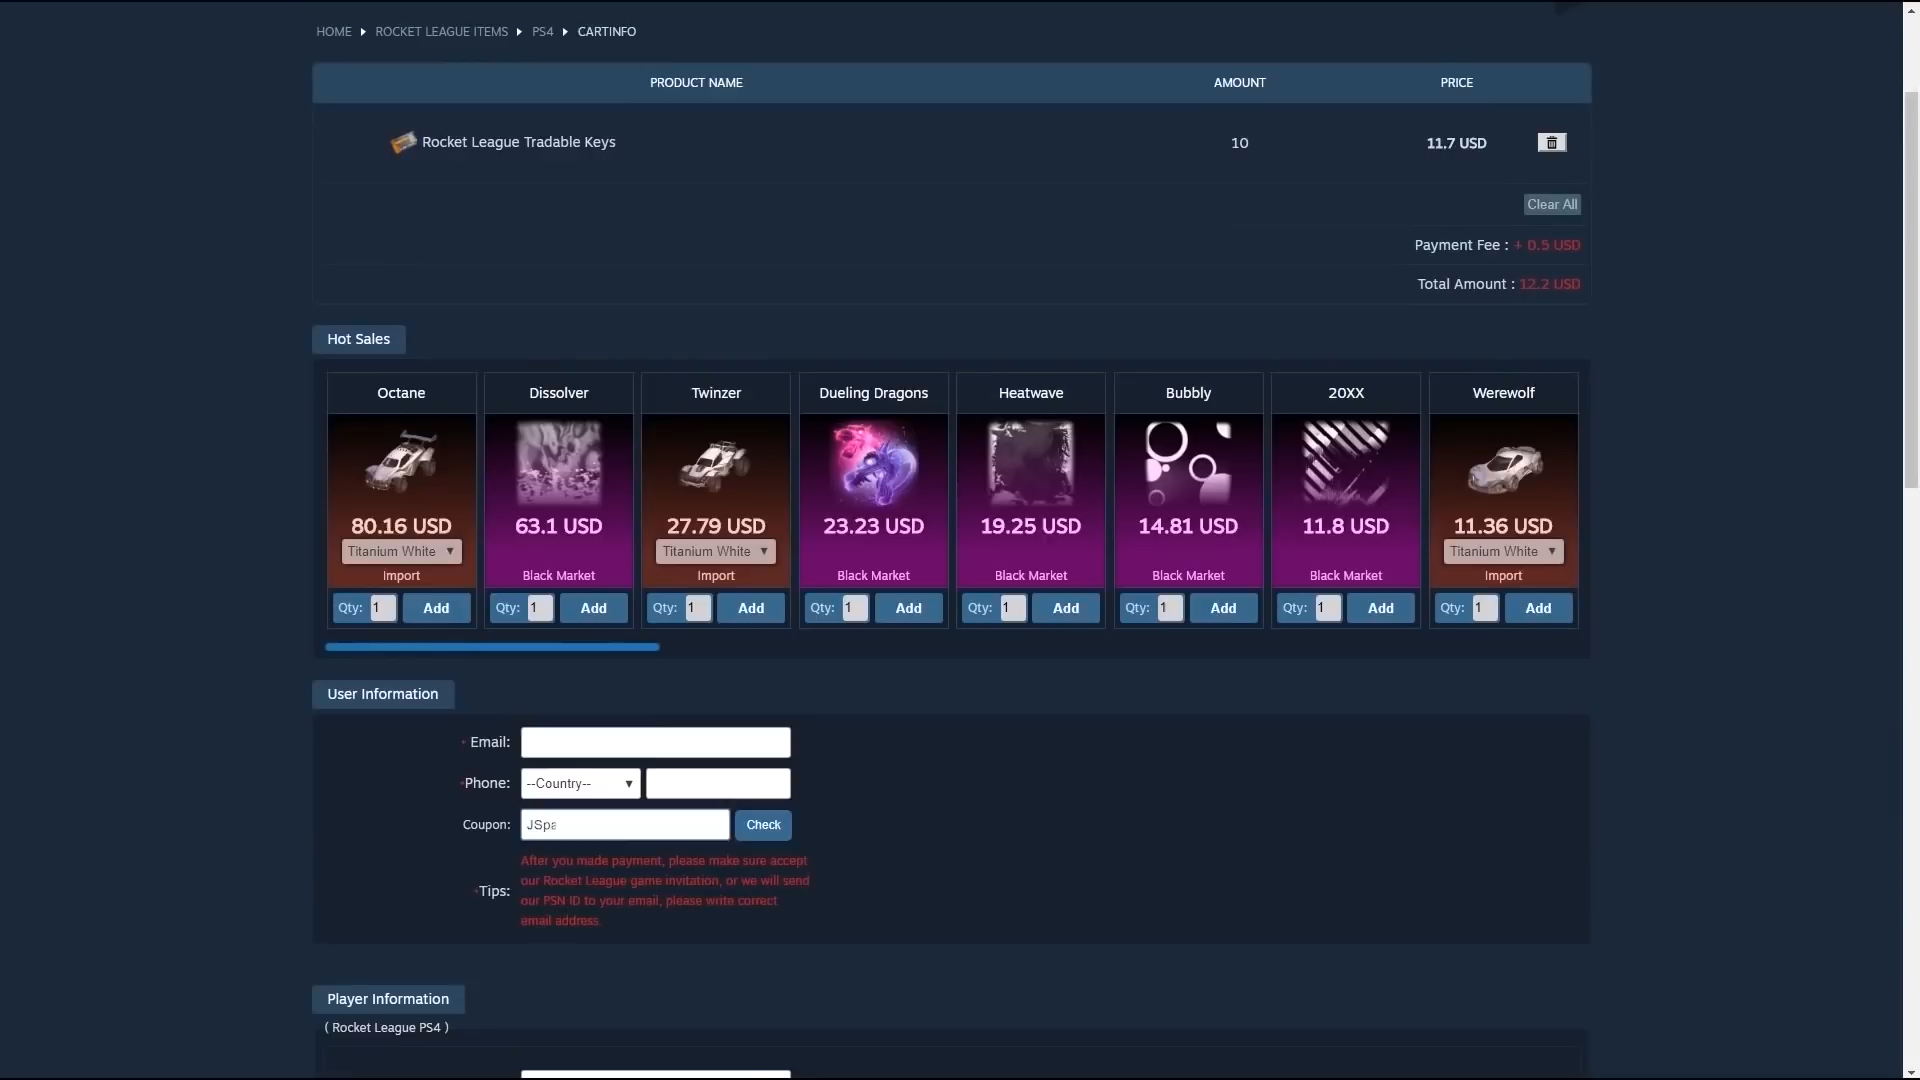 HOME ROCKET LEAGUE ITEMS PS4 CARTINFO
PRODUCT NAME AMOUNT PRICE
Rocket League Tradable Keys 10 11.7 USD
Clear All
Payment Fee : + 0.5 USD
Total Amount : 12.2 USD
Hot Sales
Octane Dissolver Twinzer Dueling Dragons Heatwave Bubbly 20XX Werewolf
80.16 USD 63.1 USD 27.79 USD 23.23 USD 19.25 USD 14.81 USD 11.8 USD 11.36 USD
Titanium White Titanium White Titanium White
Import Black Market Import Black Market Black Market Black Market Black Market Import
Qty: 1 Add Qty: 1 Add Qty: 1 Add Qty: 1 Add Qty: 1 Add Qty: 1 Add Qty: 1 Add Qty: 1 Add
User Information
* Email:
*Phone: --Country--
Coupon: JSpa Check
After you made payment, please make sure accept
our Rocket League game invitation, or we will send
*Tips:
our PSN ID to your email, please write correct
email address.
Player Information
( Rocket League PS4 )